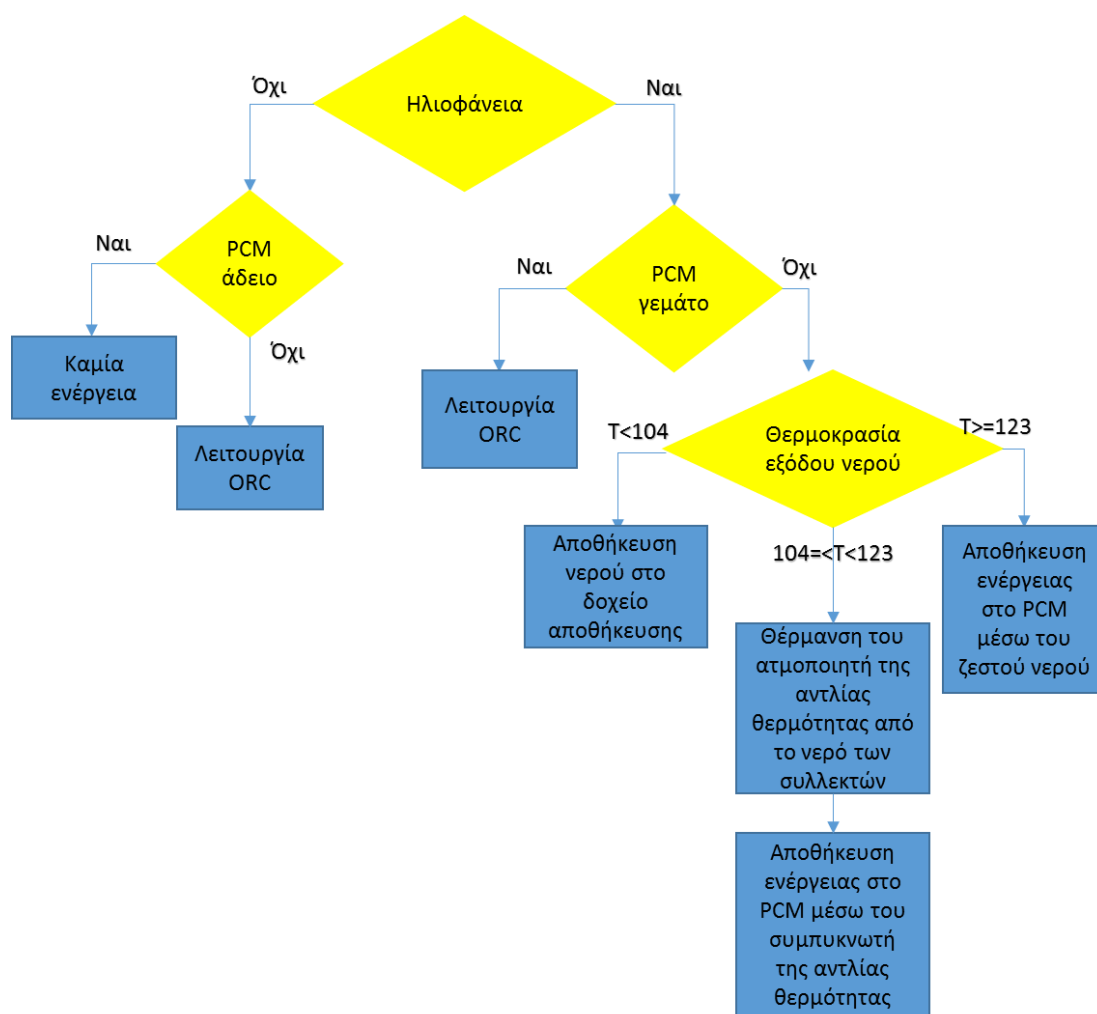 Όχι
Ηλιοφάνεια
Ναι
Ναι
PCM
άδειο
Όχι
Ναι
PCM
γεμάτο
Όχι
Καμία
ενέργεια
Λειτουργία
ORC
Λειτουργία
ORC
T<104
Θερμοκρασία
εξόδου νερού
T>=123
Αποθήκευση
νερού στο
δοχείο
αποθήκευσης
104=<T<123
Αποθήκευση
ενέργειας
στο PCM
μέσω του
ζεστού νερού
Θέρμανση του
ατμοποιητή της
αντλίας
θερμότητας από
το νερό των
συλλεκτών
Αποθήκευση
ενέργειας στο
PCM μέσω του
συμπυκνωτή
της αντλίας
θερμότητας